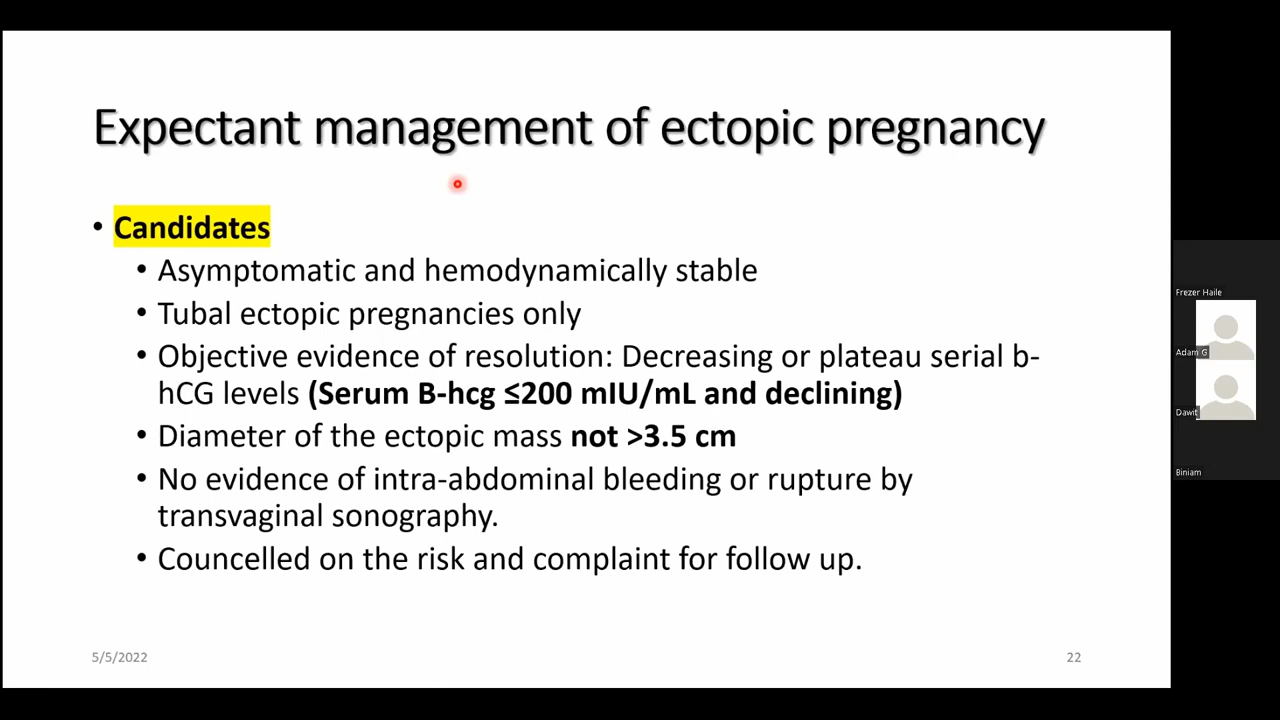 Expectant management of ectopic pregnancy
• Candidates
• Asymptomatic and hemodynamically stable
• Tubal ectopic pregnancies only
• Objective evidence of resolution: Decreasing or plateau serial b-
hCG levels (Serum B-hcg ≤200 mIU/mL and declining)
• Diameter of the ectopic mass not >3.5 cm
• No evidence of intra-abdominal bleeding or rupture by
transvaginal sonography.
• Councelled on the risk and complaint for follow up.
5/5/2022
22
Frezer Haile
Adam G
Dawit
Biniam